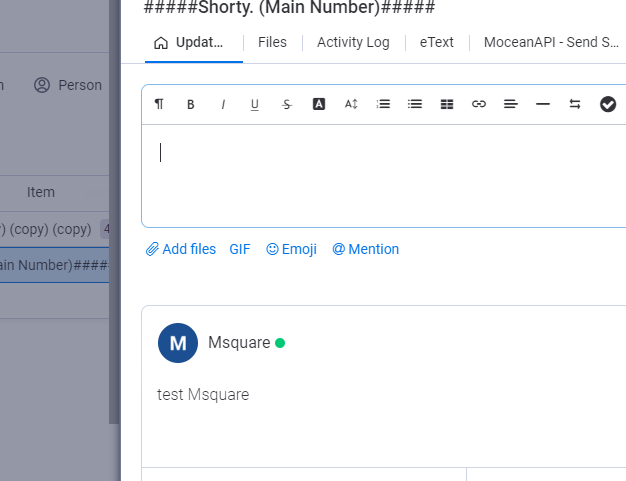 #####Shorty. (Main Number)#####
Updat... Files Activity Log eText MoceanAPI - Send S...
Person
B I U S A A
Item
) (copy) (copy) 4
ain Number)####
Add files GIF Emoji @ Mention
M Msquare
test Msquare